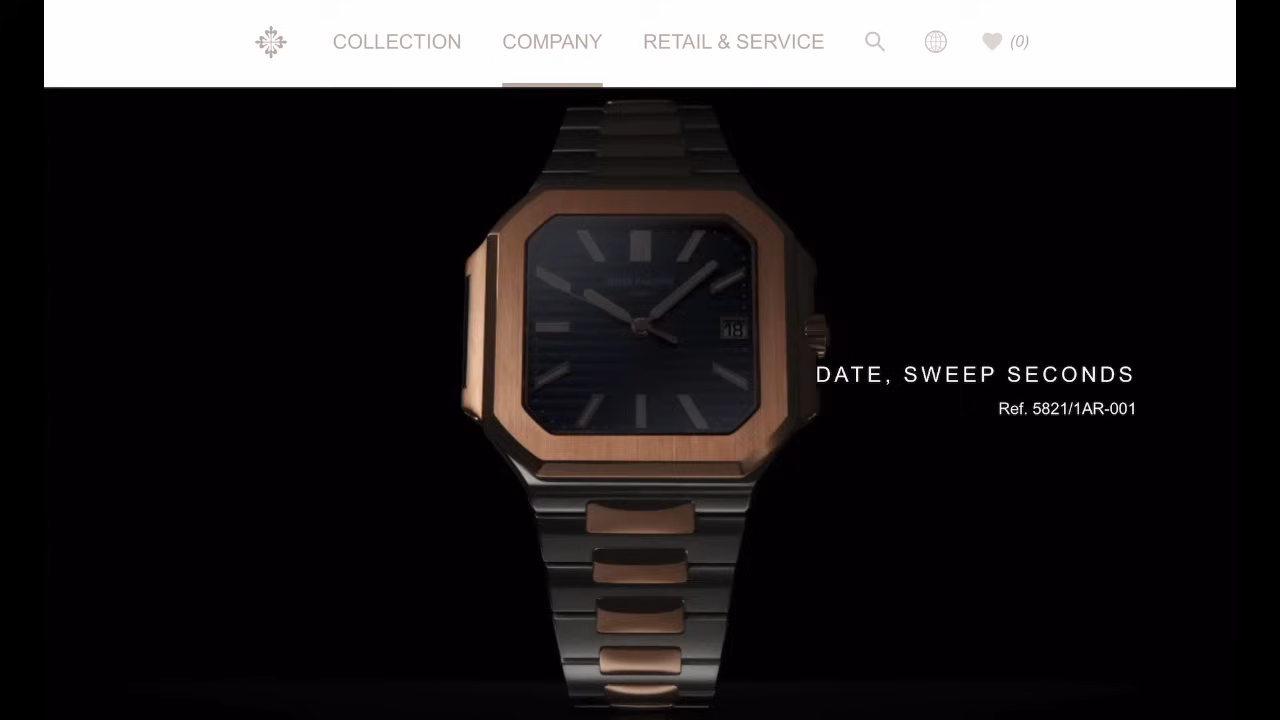 COLLECTION COMPANY RETAIL & SERVICE (0)
18
DATE, SWEEP SECONDS
Ref. 5821/1AR-001